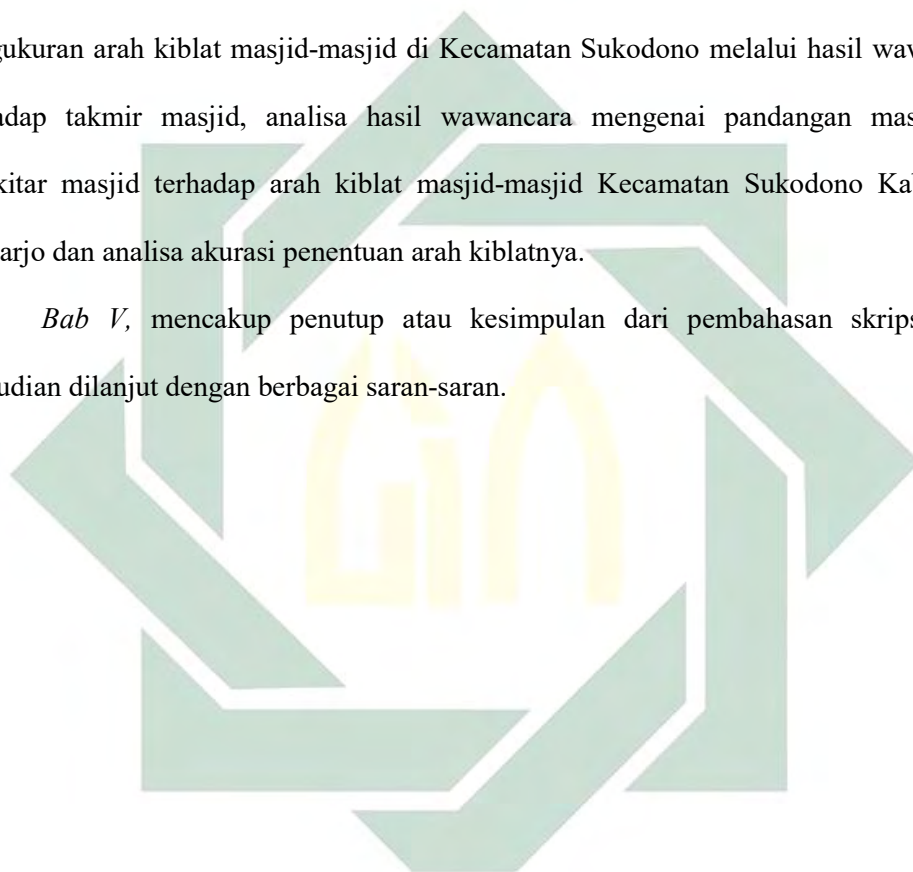 gukuran arah kiblat masjid-masjid di Kecamatan Sukodono melalui hasil waw
adap takmir masjid, analisa hasil wawancara mengenai pandangan mas
kitar masjid terhadap arah kiblat masjid-masjid Kecamatan Sukodono Kab
arjo dan analisa akurasi penentuan arah kiblatnya.
Bab V, mencakup penutup atau kesimpulan dari pembahasan skrips
udian dilanjut dengan berbagai saran-saran.